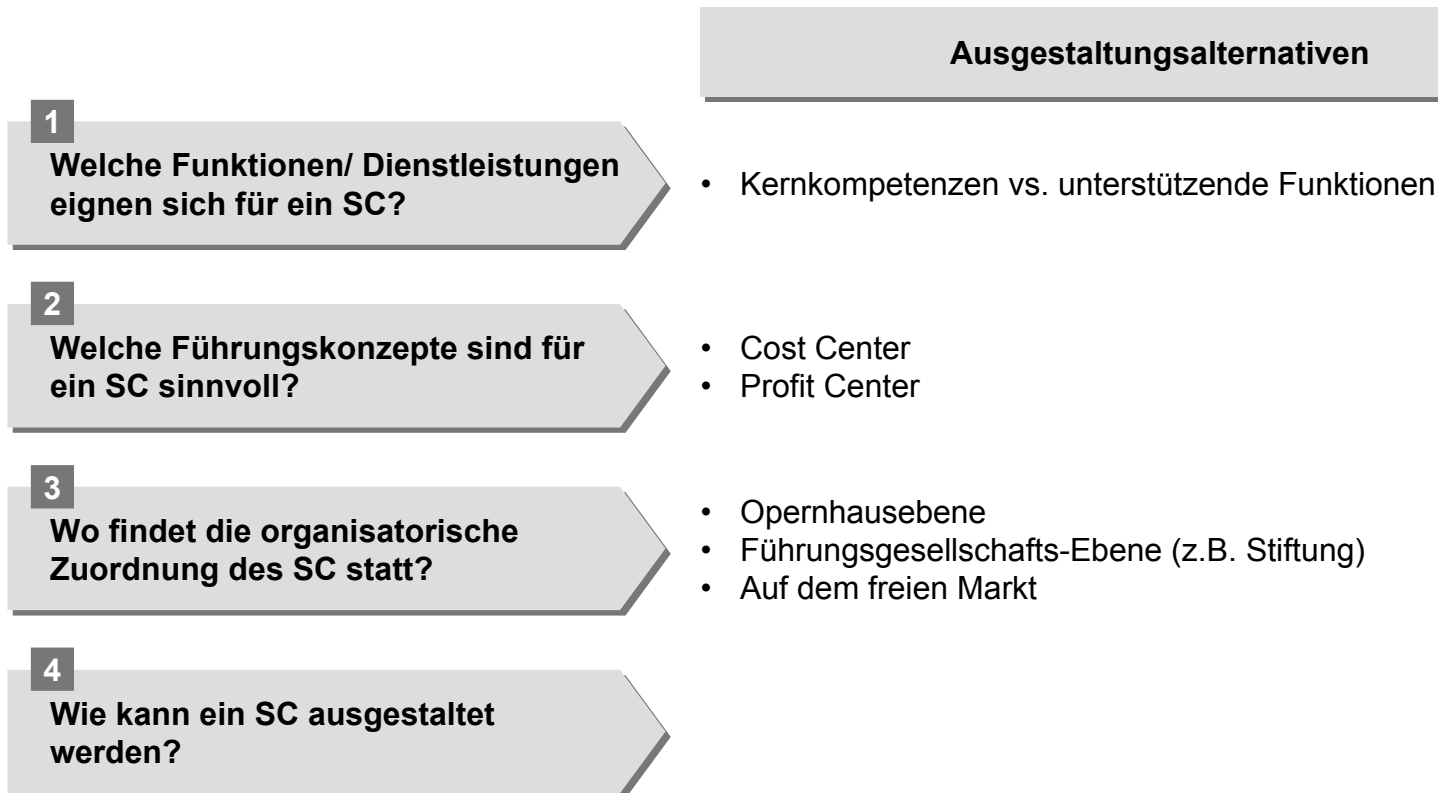 Ausgestaltungsalternativen
1
Welche Funktionen/ Dienstleistungen
eignen sich für ein SC?
• Kernkompetenzen vs. unterstützende Funktionen
2
Welche Führungskonzepte sind für
ein SC sinnvoll?
• Cost Center
• Profit Center
3
Wo findet die organisatorische
Zuordnung des SC statt?
• Opernhausebene
• Führungsgesellschafts-Ebene (z.B. Stiftung)
• Auf dem freien Markt
4
Wie kann ein SC ausgestaltet
werden?